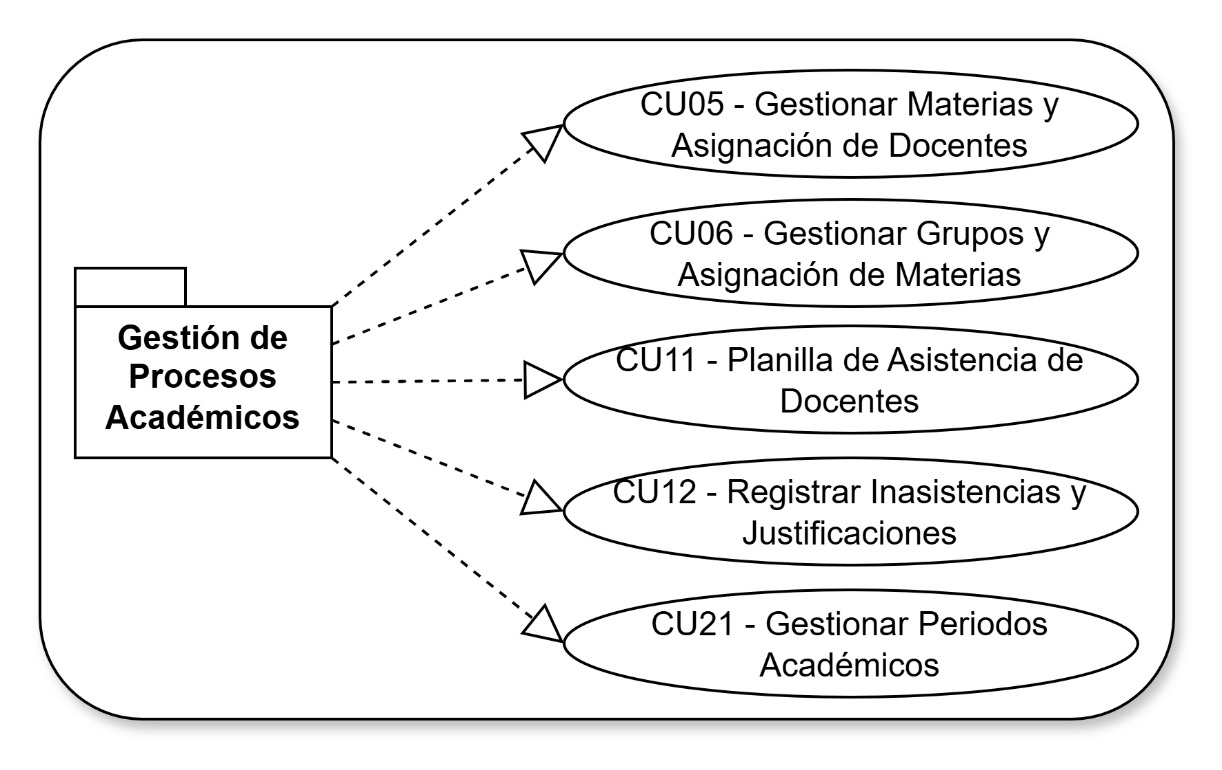 CU05 - Gestionar Materias y
Asignación de Docentes
CU06 - Gestionar Grupos y
Asignación de Materias
Gestión de
Procesos
Académicos
CU11 - Planilla de Asistencia de
Docentes
CU12 - Registrar Inasistencias y
Justificaciones
CU21 - Gestionar Periodos
Académicos